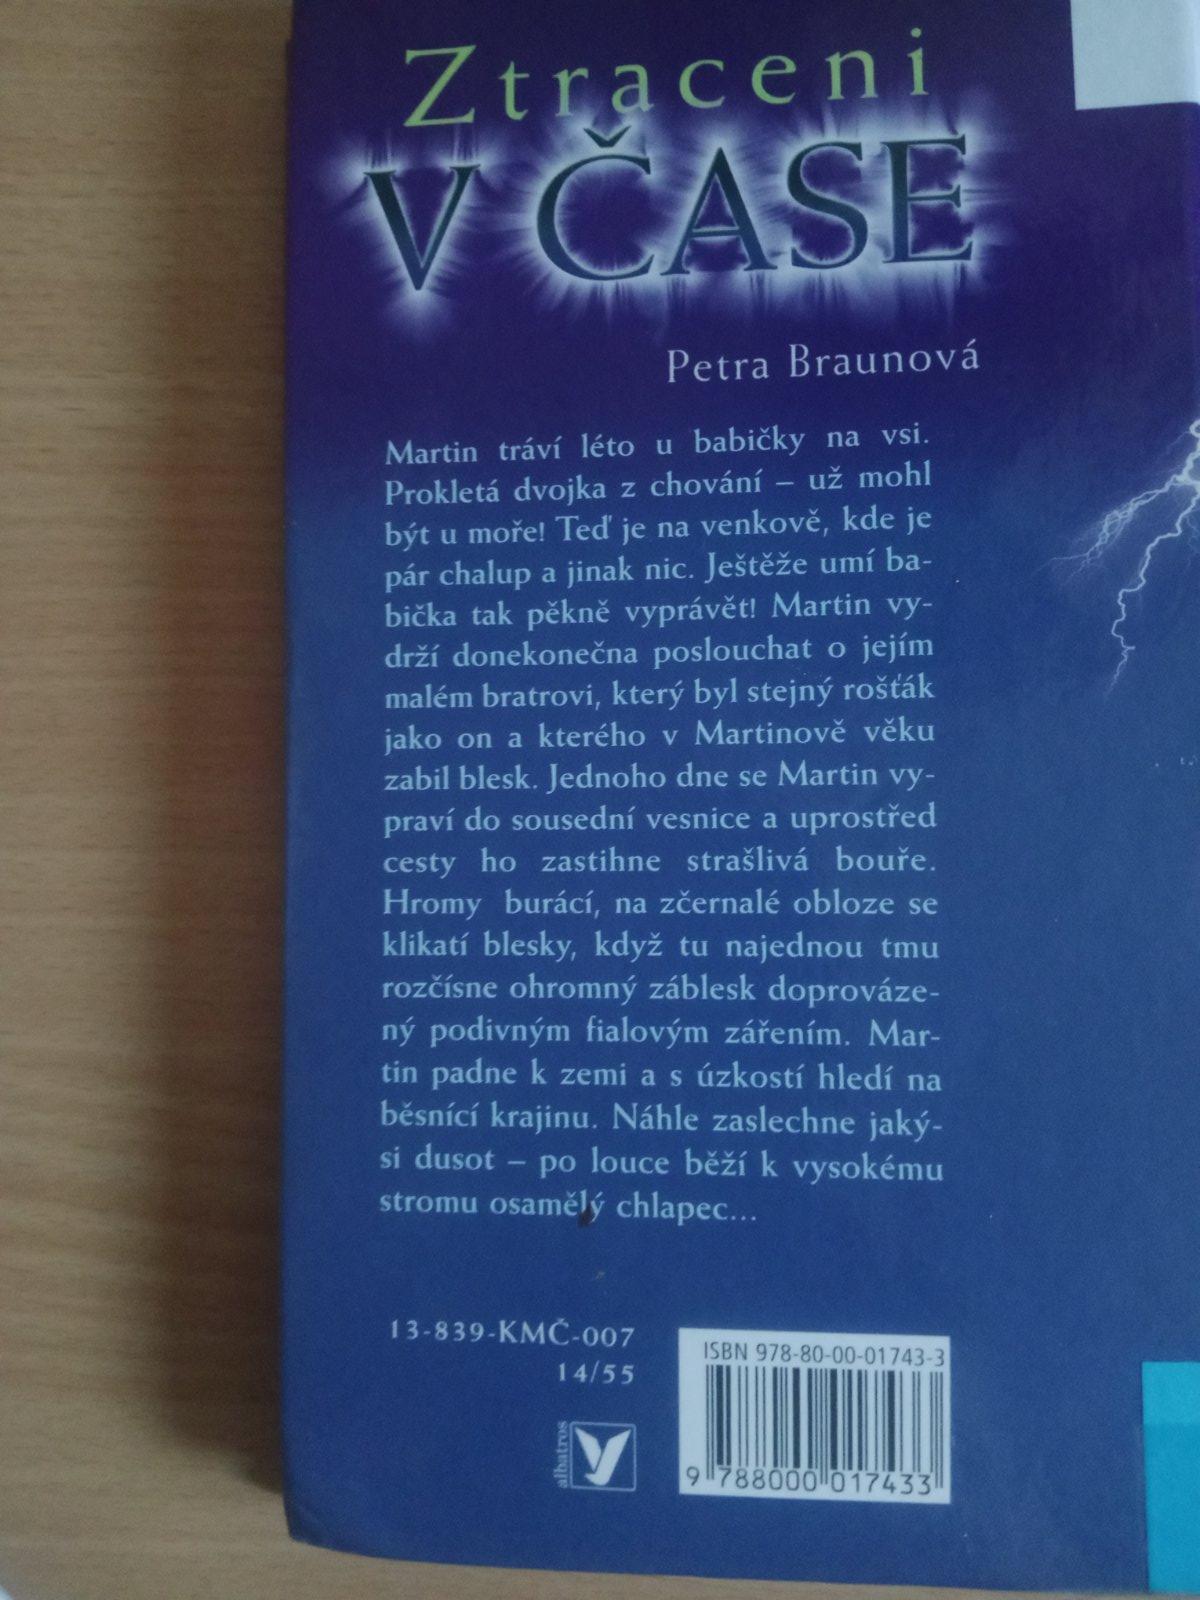 Ztraceni
V ČASE
Petra Braunová
Martin tráví léto u babičky na vsi.
Prokletá dvojka z chování – už mohl
být u moře! Teď je na venkově, kde je
pár chalup a jinak nic. Ještěže umí ba-
bička tak pěkně vyprávět! Martin vy-
drží donekonečna poslouchat o jejím
malém bratrovi, který byl stejný rošťák
jako on a kterého v Martinově věku
zabil blesk. Jednoho dne se Martin vy-
praví do sousední vesnice a uprostřed
cesty ho zastihne strašlivá bouře.
Hromy burácí, na zčernalé obloze se
klikatí blesky, když tu najednou tmu
rozčísne ohromný záblesk doprováze-
ný podivným fialovým zářením. Mar-
tin padne k zemi a s úzkostí hledí na
běsnící krajinu. Náhle zaslechne jaký-
si dusot – po louce běží k vysokému
stromu osamělý chlapec...
13-839-KMČ-007
14/55
albatros
ISBN 978-80-00-01743-3
9 788000 017433